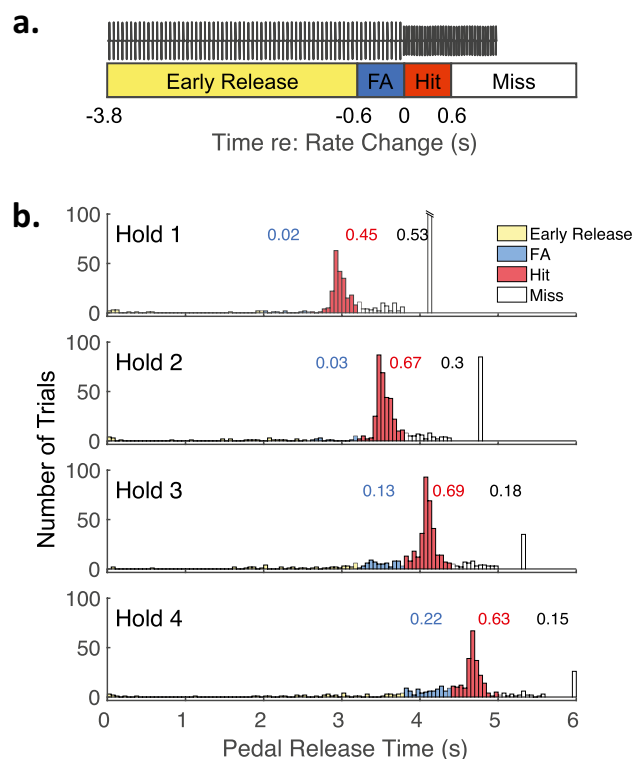 a.
Early Release FA Hit Miss
-3.8 -0.6 0 0.6
Time re: Rate Change (s)
b.
Number of Trials
100
50
0
Hold 1
0.02 0.45 0.53
Early Release
FA
Hit
Miss
100
50
0
Hold 2
0.03 0.67 0.3
100
50
0
Hold 3
0.13 0.69 0.18
100
50
0
Hold 4
0.22 0.63 0.15
0 1 2 3 4 5 6
Pedal Release Time (s)